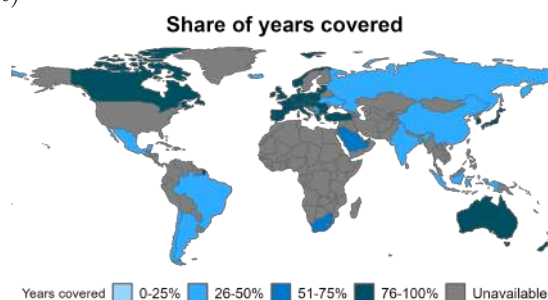 Share of years covered
Years covered 0-25% 26-50% 51-75% 76-100% Unavailable